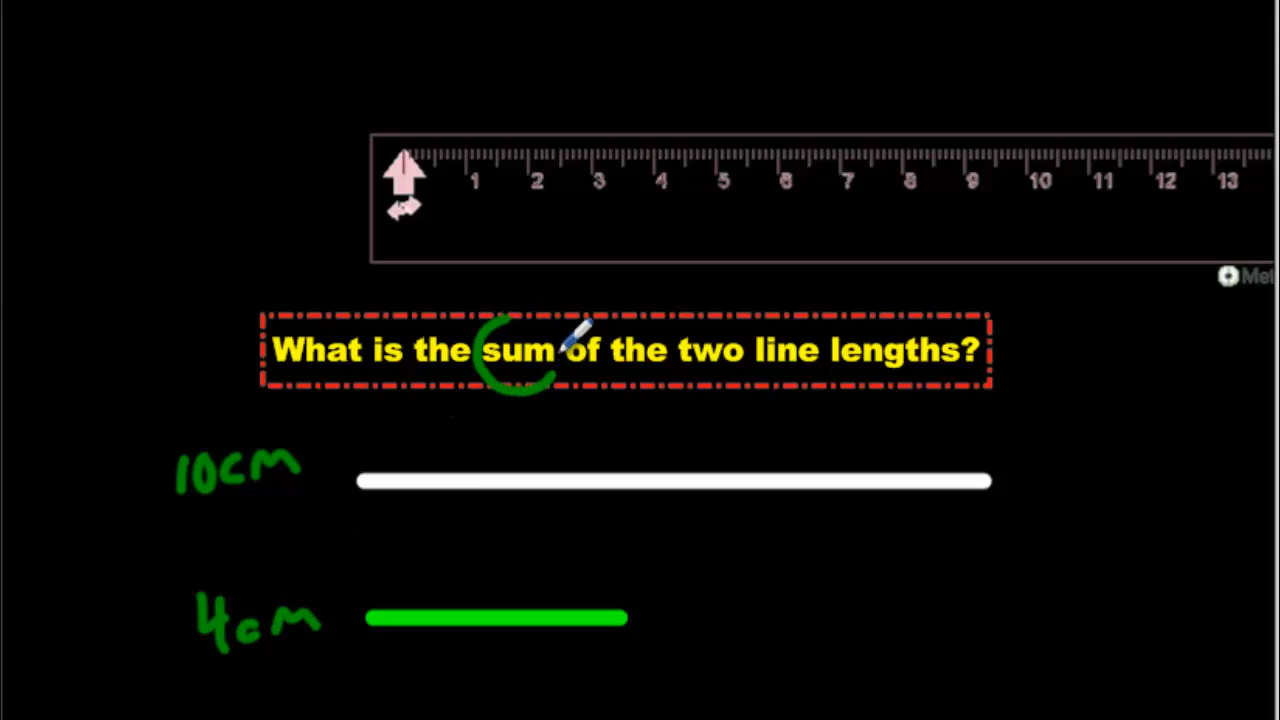 1 2 3 4 5 6 7 8 9 10 11 12 13
Met
What is the sum of the two line lengths?
10cm
4cm